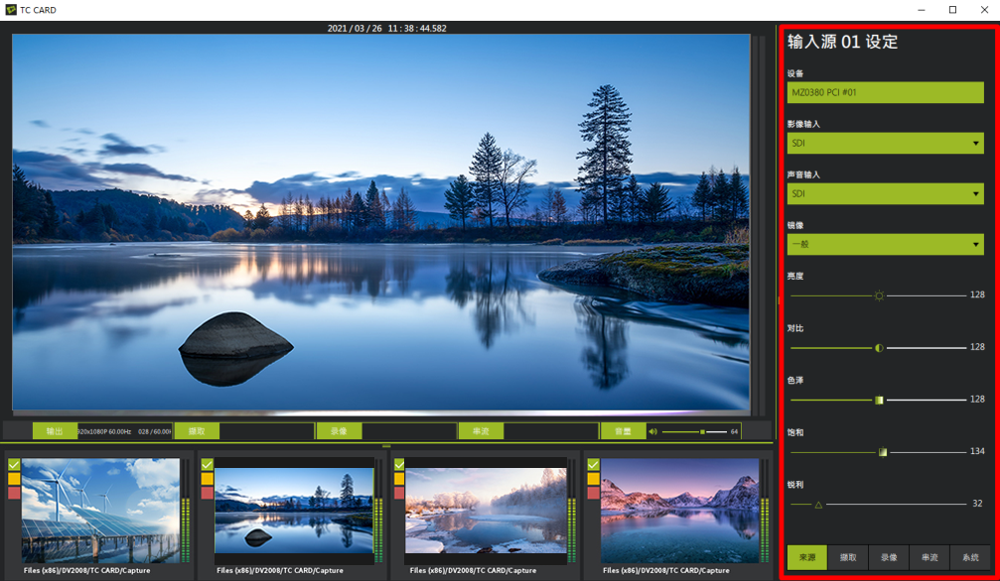 TC CARD
2021 / 03 / 26 11 : 38 : 44.582
输入源 01 设定
设备
MZ0380 PCI #01
影像输入
SDI
声音输入
SDI
镜像
一般
亮度
128
对比
128
色泽
128
饱和
134
锐利
32
来源 撷取 录像 串流 系统
输出 920x1080P 60.00Hz 028 / 60.00 撷取 录像 串流 音量 64
Files (x86)/DV2008/TC CARD/Capture
Files (x86)/DV2008/TC CARD/Capture
Files (x86)/DV2008/TC CARD/Capture
Files (x86)/DV2008/TC CARD/Capture